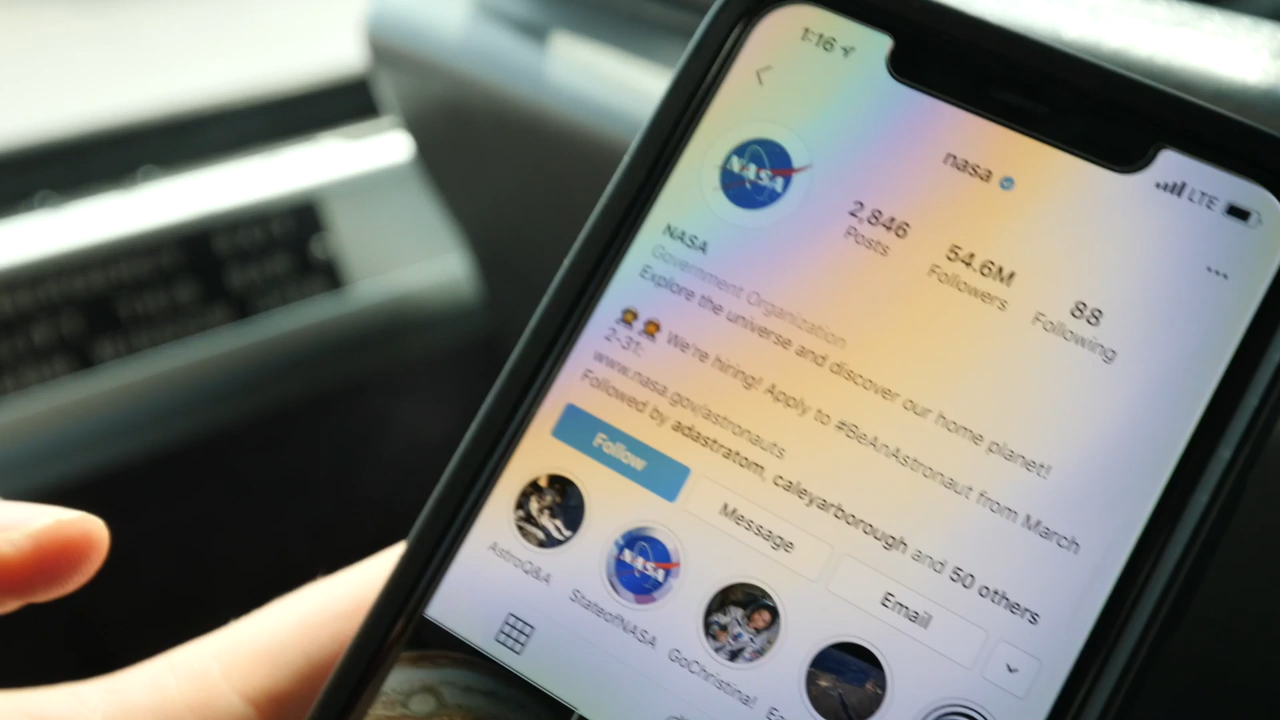 1:16
nasa
LTE
NASA
2,846
Posts
54.6M
Followers
88
Following
NASA
Government Organization
Explore the universe and discover our home planet!
👩‍🚀👨‍🚀 We're hiring! Apply to #BeAnAstronaut from March
2-31:
www.nasa.gov/astronauts
Followed by adastratom, caleyarborough and 50 others
Follow
Message
Email
NASA
AstroQ&A
StateofNASA
GoChristina!